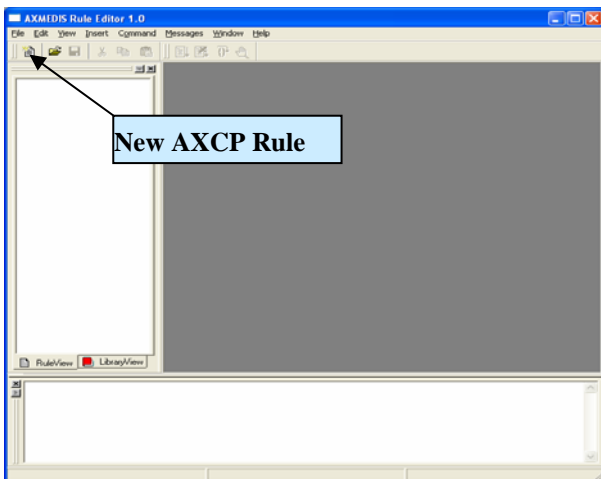 AXMEDIS Rule Editor 1.0
File Edit View Insert Command Messages Window Help
New AXCP Rule
RuleView LibraryView